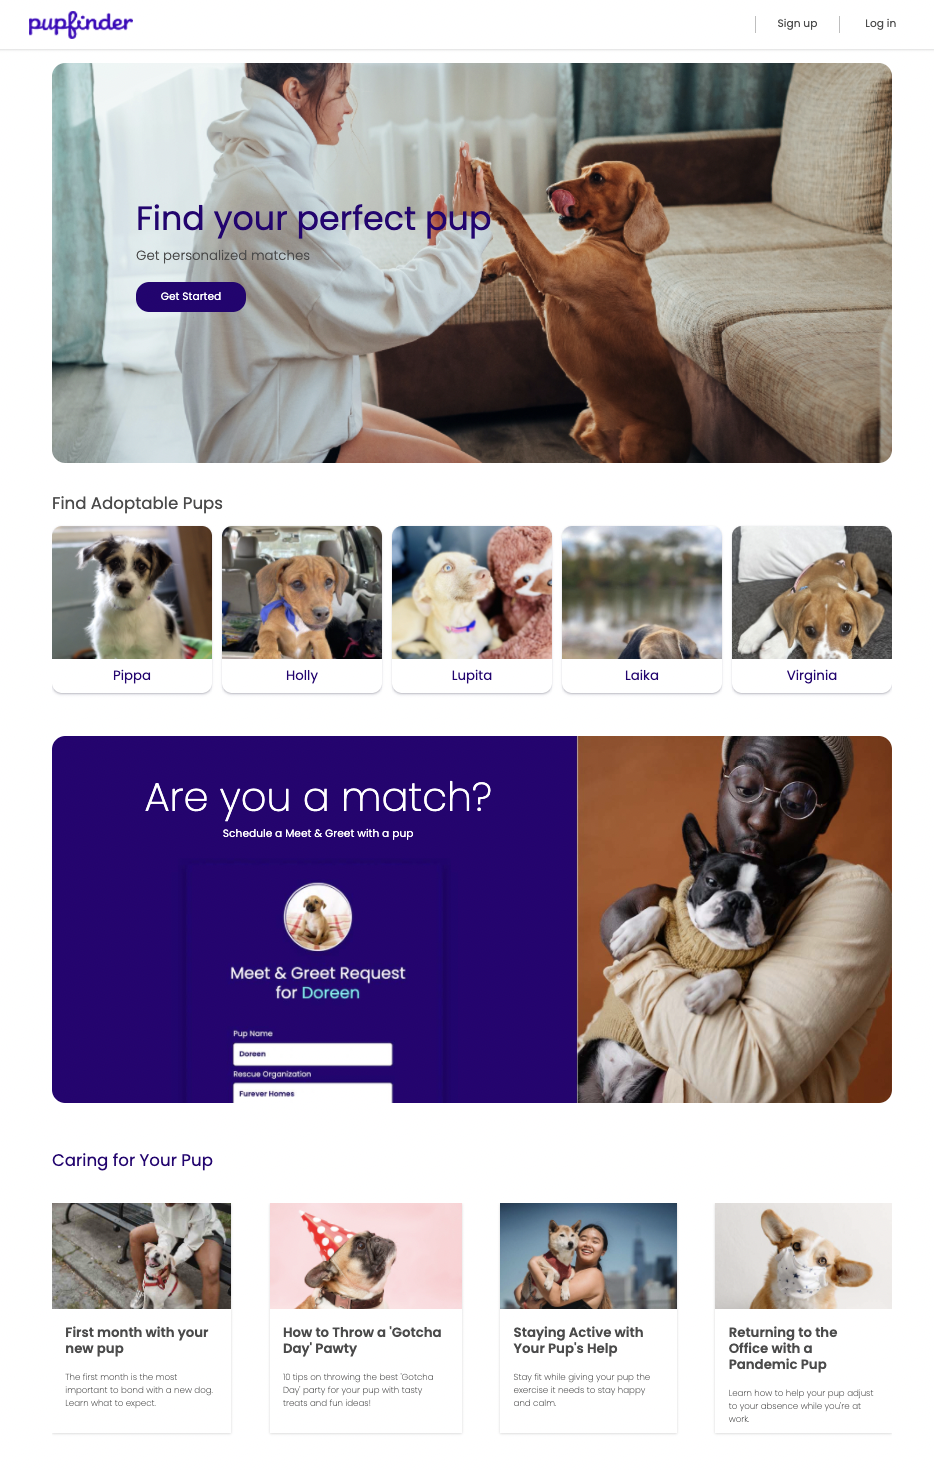 pupfinder
Sign up
Log in
Find your perfect pup
Get personalized matches
Get Started
Find Adoptable Pups
Pippa
Holly
Lupita
Laika
Virginia
Are you a match?
Schedule a Meet & Greet with a pup
Meet & Greet Request
for Doreen
Pup Name
Doreen
Rescue Organization
Furever Homes
Caring for Your Pup
First month with your
new pup
The first month is the most
important to bond with a new dog.
Learn what to expect.
How to Throw a 'Gotcha
Day' Pawty
10 tips on throwing the best 'Gotcha
Day' party for your pup with tasty
treats and fun ideas!
Staying Active with
Your Pup's Help
Stay fit while giving your pup the
exercise it needs to stay happy
and calm.
Returning to the
Office with a
Pandemic Pup
Learn how to help your pup adjust
to your absence while you're at
work.